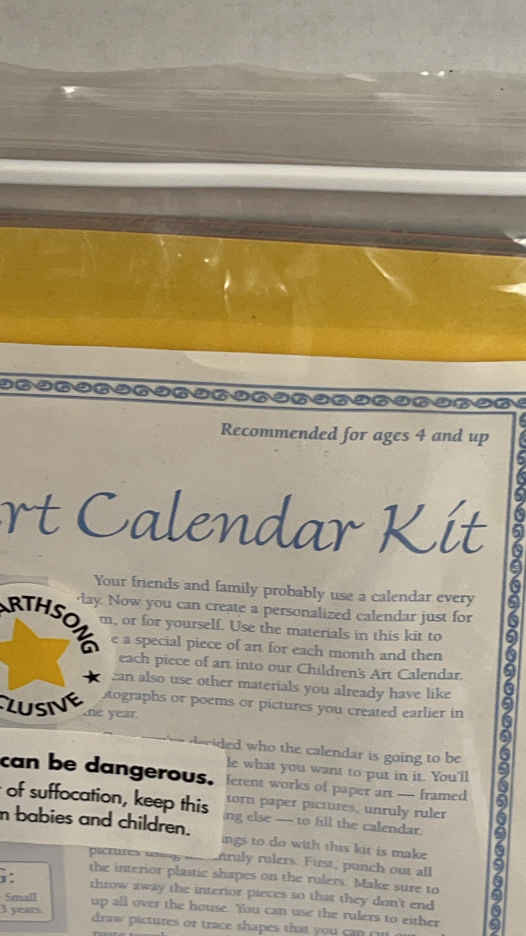 Recommended for ages 4 and up
rt Calendar Kit
Your friends and family probably use a calendar every
day. Now you can create a personalized calendar just for
m, or for yourself. Use the materials in this kit to
e a special piece of art for each month and then
each piece of art into our Children's Art Calendar.
can also use other materials you already have like
tographs or poems or pictures you created earlier in
the year.
ARTHSONG
CLUSIVE
decided who the calendar is going to be
le what you want to put in it. You'll
ferent works of paper art — framed
torn paper pictures, unruly ruler
ng else — to fill the calendar.
can be dangerous.
of suffocation, keep this
m babies and children.
ings to do with this kit is make
pictures using unruly rulers. First, punch out all
the interior plastic shapes on the rulers. Make sure to
throw away the interior pieces so that they don't end
up all over the house. You can use the rulers to either
draw pictures or trace shapes that you can cut
G:
Small
3 years.